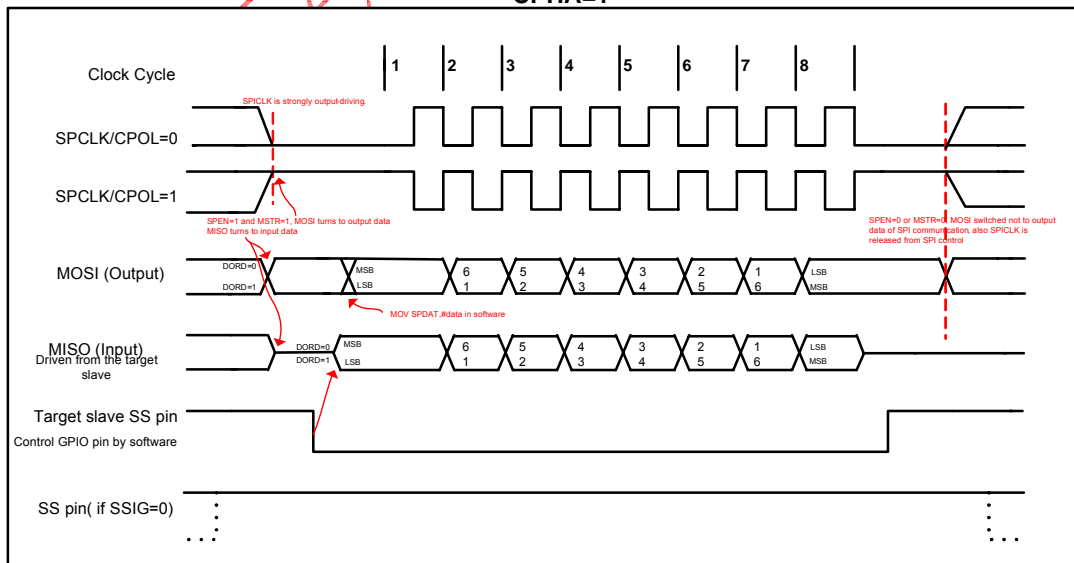 Clock Cycle
1 2 3 4 5 6 7 8
SPICLK is strongly output-driving.
SPCLK/CPOL=0
SPCLK/CPOL=1
SPEN=1 and MSTR=1, MOSI turns to output data
MISO turns to input data
SPEN=0 or MSTR=0, MOSI switched not to output
data of SPI communication, also SPICLK is
released from SPI control
MOSI (Output)
DORD=0 MSB 6 5 4 3 2 1 LSB
DORD=1 LSB 1 2 3 4 5 6 MSB
MOV SPDAT,#data in software
MISO (Input)
Driven from the target
slave
DORD=0 MSB 6 5 4 3 2 1 LSB
DORD=1 LSB 1 2 3 4 5 6 MSB
Target slave SS pin
Control GPIO pin by software
SS pin( if SSIG=0)